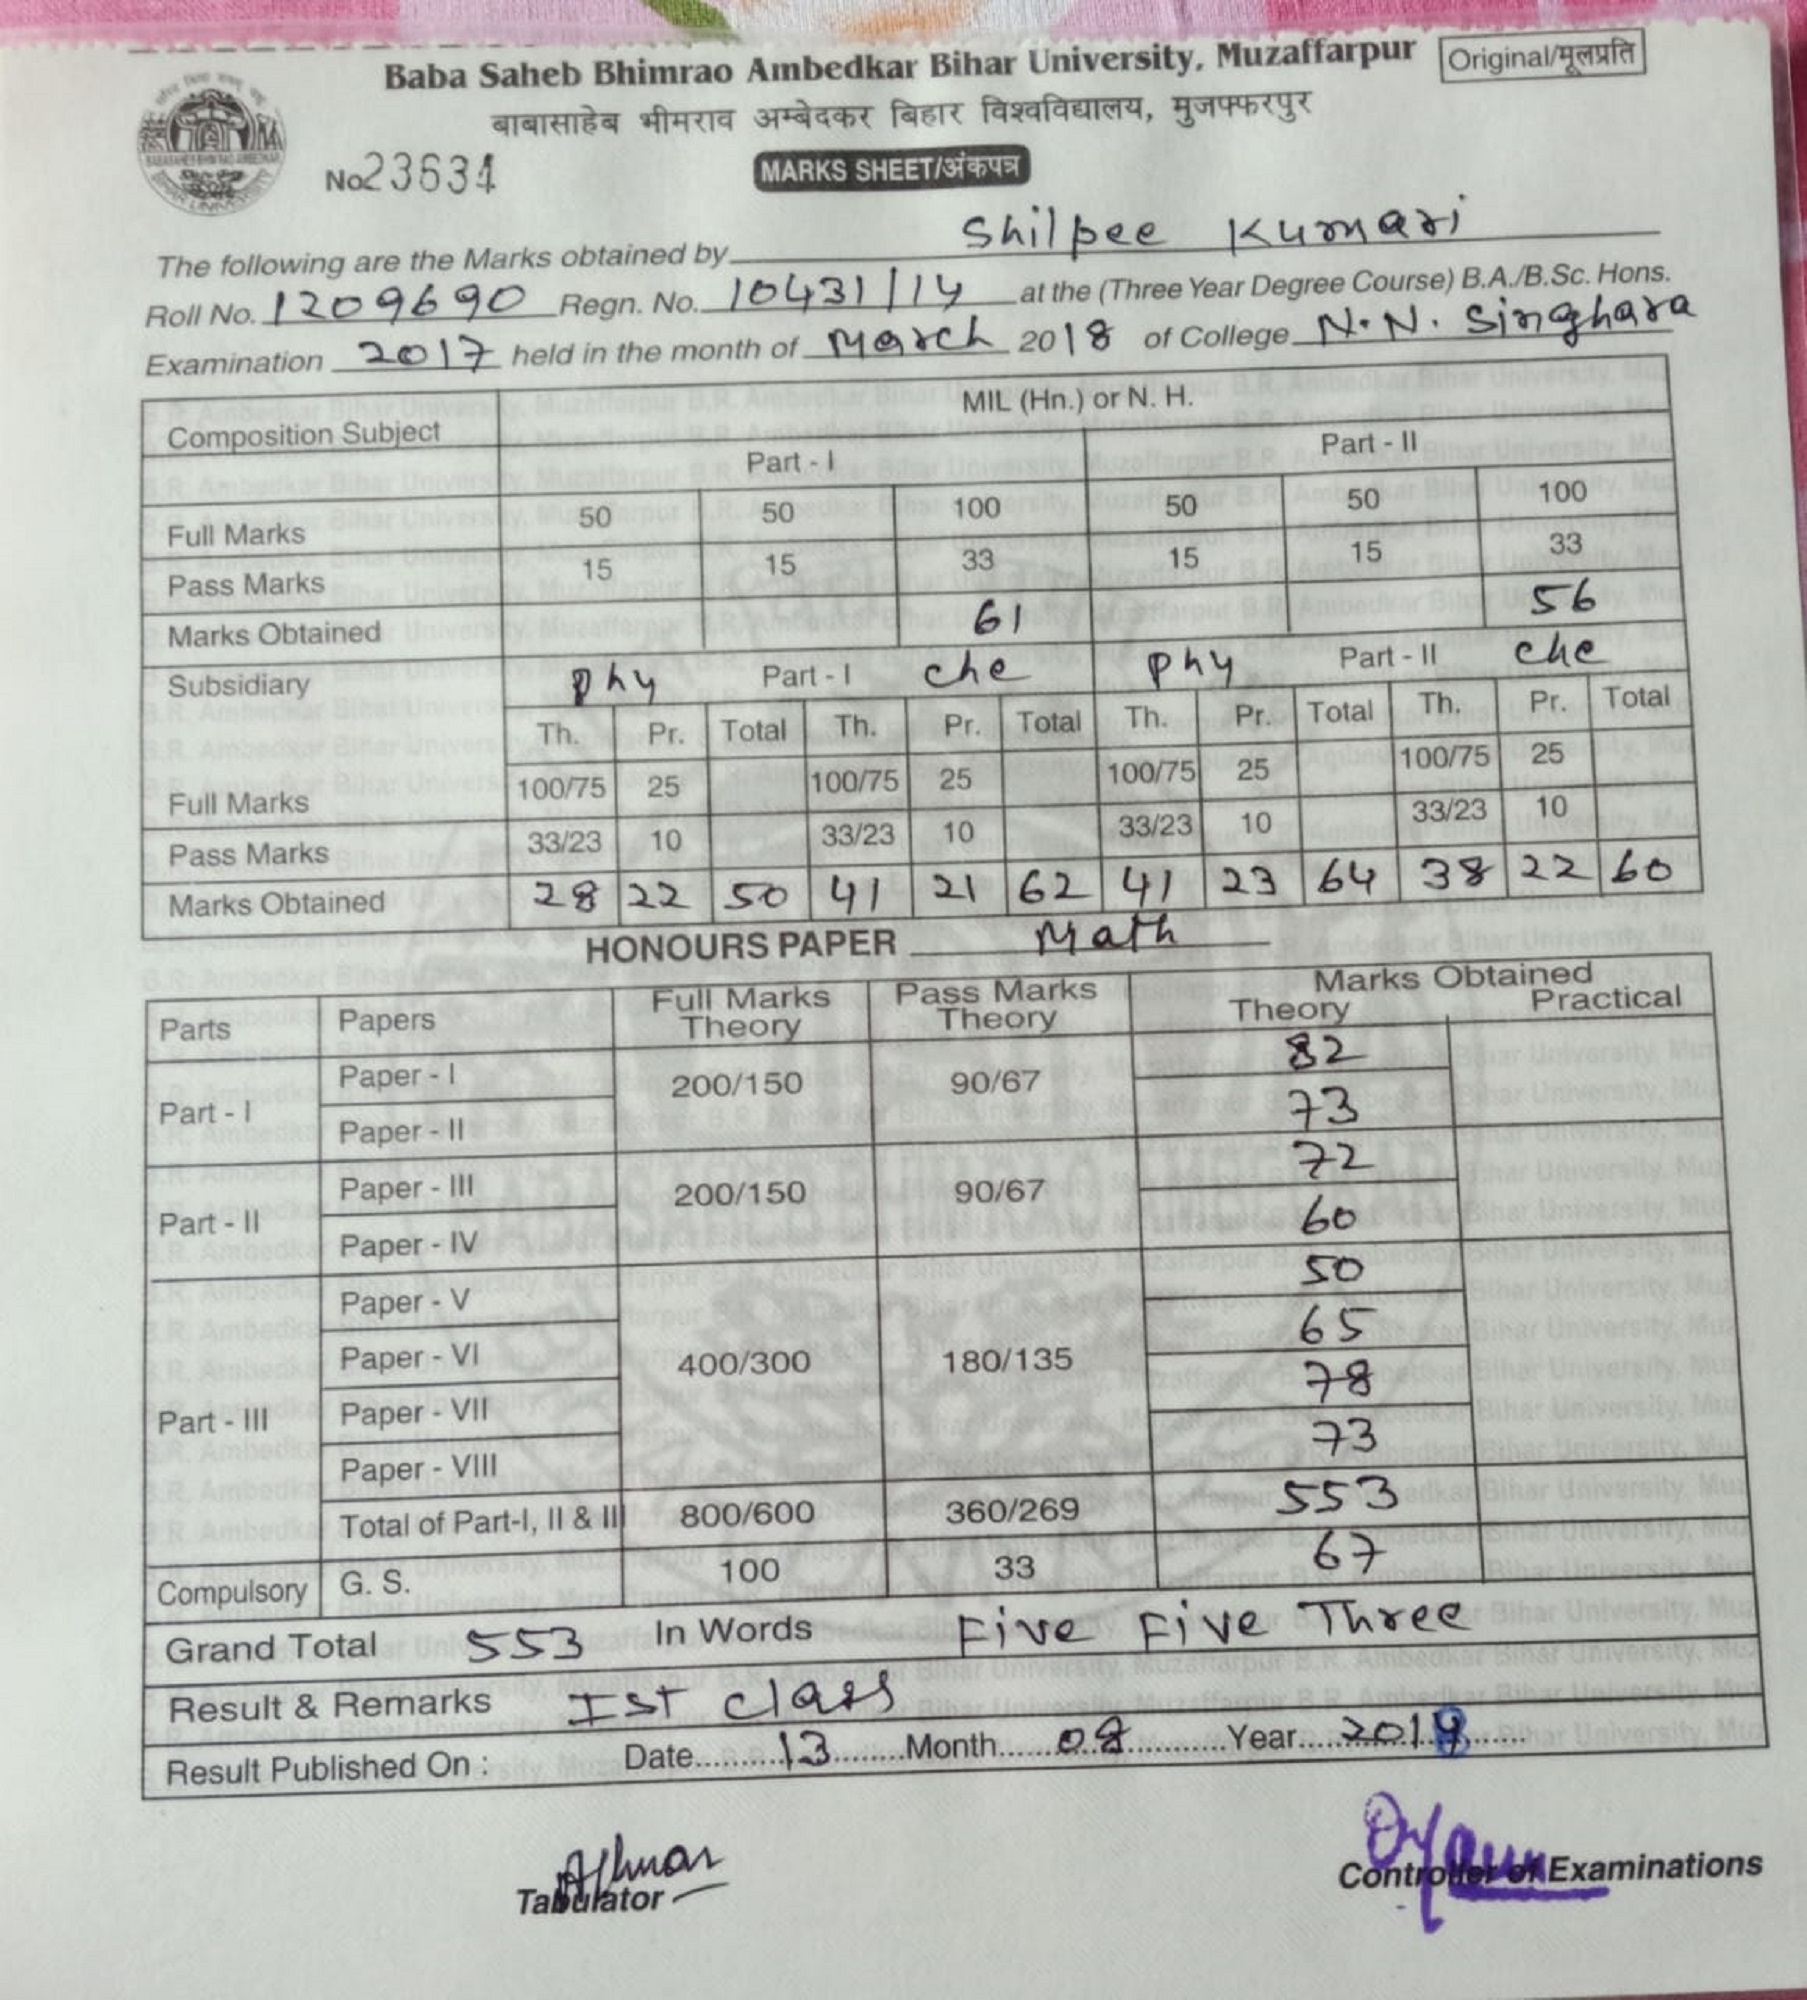 Baba Saheb Bhimrao Ambedkar Bihar University, Muzaffarpur Original/मूलप्रति
बाबासाहेब भीमराव अम्बेदकर बिहार विश्वविद्यालय, मुजफ्फरपुर
No 23634 MARKS SHEET/अंकपत्र
The following are the Marks obtained by Shilpee Kumari
Roll No. 1209690 Regn. No. 10431/14 at the (Three Year Degree Course) B.A./B.Sc. Hons.
Examination 2017 held in the month of March 2018 of College N.N. Singhara
Composition Subject MIL (Hn.) or N. H.
Part - I Part - II
Full Marks 50 50 100 50 50 100
Pass Marks 15 15 33 15 15 33
Marks Obtained 61 56
Subsidiary Phy Part - I che Phy Part - II che
Th. Pr. Total Th. Pr. Total Th. Pr. Total Th. Pr. Total
Full Marks 100/75 25 100/75 25 100/75 25 100/75 25
Pass Marks 33/23 10 33/23 10 33/23 10 33/23 10
Marks Obtained 28 22 50 41 21 62 41 23 64 38 22 60
HONOURS PAPER Math
Parts Papers Full Marks Theory Pass Marks Theory Marks Obtained Theory Practical
Part - I Paper - I 200/150 90/67 82
Paper - II 73
Part - II Paper - III 200/150 90/67 72
Paper - IV 60
Part - III Paper - V 400/300 180/135 50
Paper - VI 65
Paper - VII 78
Paper - VIII 73
Total of Part-I, II & III 800/600 360/269 553
Compulsory G. S. 100 33 67
Grand Total 553 In Words Five Five Three
Result & Remarks Ist class
Result Published On : Date 13 Month 08 Year
Tabulator Controller of Examinations